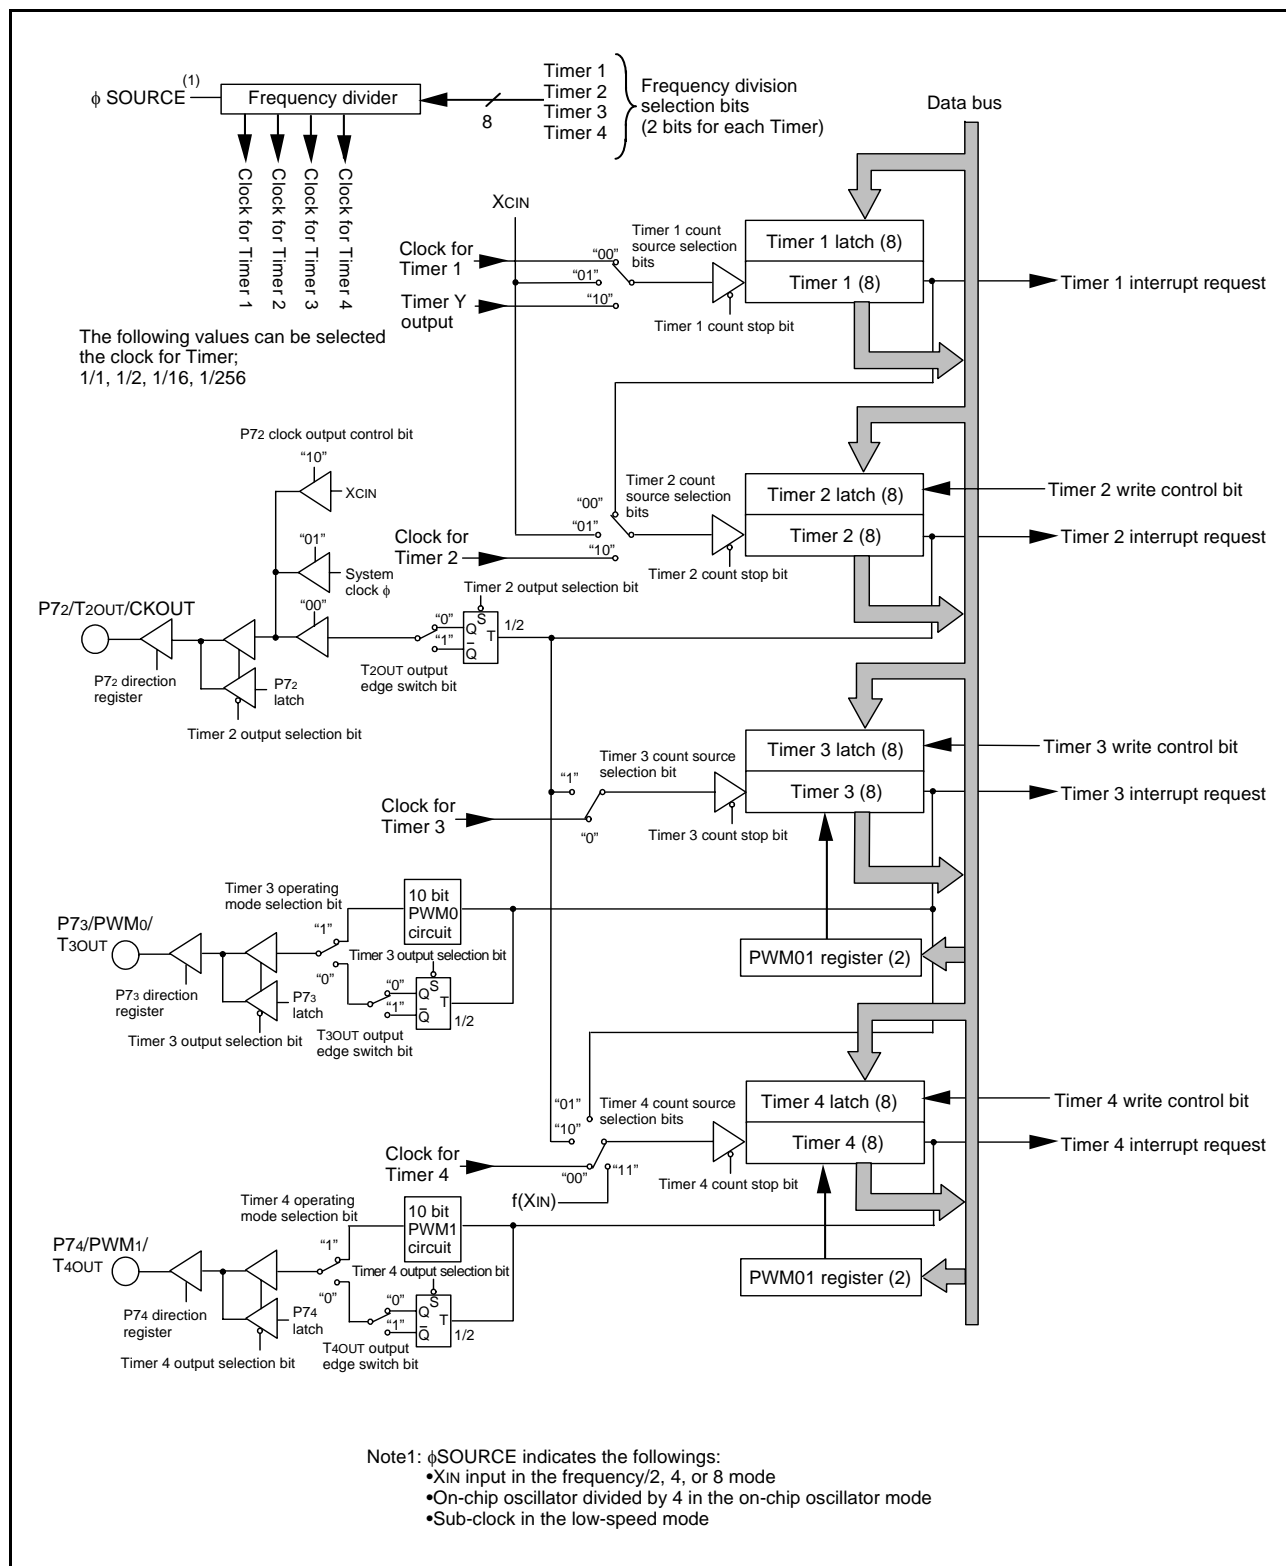 φ SOURCE (1)
Frequency divider
8
Timer 1
Timer 2
Timer 3
Timer 4
Frequency division
selection bits
(2 bits for each Timer)
Data bus
Clock for Timer 1
Clock for Timer 2
Clock for Timer 3
Clock for Timer 4
The following values can be selected
the clock for Timer;
1/1, 1/2, 1/16, 1/256
XCIN
Clock for
Timer 1
“00”
“01”
“10”
Timer Y
output
Timer 1 count
source selection
bits
Timer 1 count stop bit
Timer 1 latch (8)
Timer 1 (8)
Timer 1 interrupt request
P72 clock output control bit
“10”
XCIN
“01”
System
clock φ
“00”
Clock for
Timer 2
“00”
“01”
“10”
Timer 2 count
source selection
bits
Timer 2 count stop bit
Timer 2 latch (8)
Timer 2 (8)
Timer 2 write control bit
Timer 2 interrupt request
P72/T2OUT/CKOUT
P72 direction
register
P72
latch
Timer 2 output selection bit
Timer 2 output selection bit
“0”
“1”
Q
S
T
Q̅
1/2
T2OUT output
edge switch bit
Clock for
Timer 3
“1”
“0”
Timer 3 count source
selection bit
Timer 3 count stop bit
Timer 3 latch (8)
Timer 3 (8)
Timer 3 write control bit
Timer 3 interrupt request
PWM01 register (2)
P73/PWM0/
T3OUT
Timer 3 operating
mode selection bit
“1”
“0”
10 bit
PWM0
circuit
Timer 3 output selection bit
“0”
“1”
Q
S
T
Q̅
1/2
P73 direction
register
P73
latch
Timer 3 output selection bit
T3OUT output
edge switch bit
Clock for
Timer 4
“01”
“10”
“00”
“11”
f(XIN)
Timer 4 count source
selection bits
Timer 4 count stop bit
Timer 4 latch (8)
Timer 4 (8)
Timer 4 write control bit
Timer 4 interrupt request
PWM01 register (2)
P74/PWM1/
T4OUT
Timer 4 operating
mode selection bit
“1”
“0”
10 bit
PWM1
circuit
Timer 4 output selection bit
“0”
“1”
Q
S
T
Q̅
1/2
P74 direction
register
P74
latch
Timer 4 output selection bit
T4OUT output
edge switch bit
Note1: φSOURCE indicates the followings:
•XIN input in the frequency/2, 4, or 8 mode
•On-chip oscillator divided by 4 in the on-chip oscillator mode
•Sub-clock in the low-speed mode